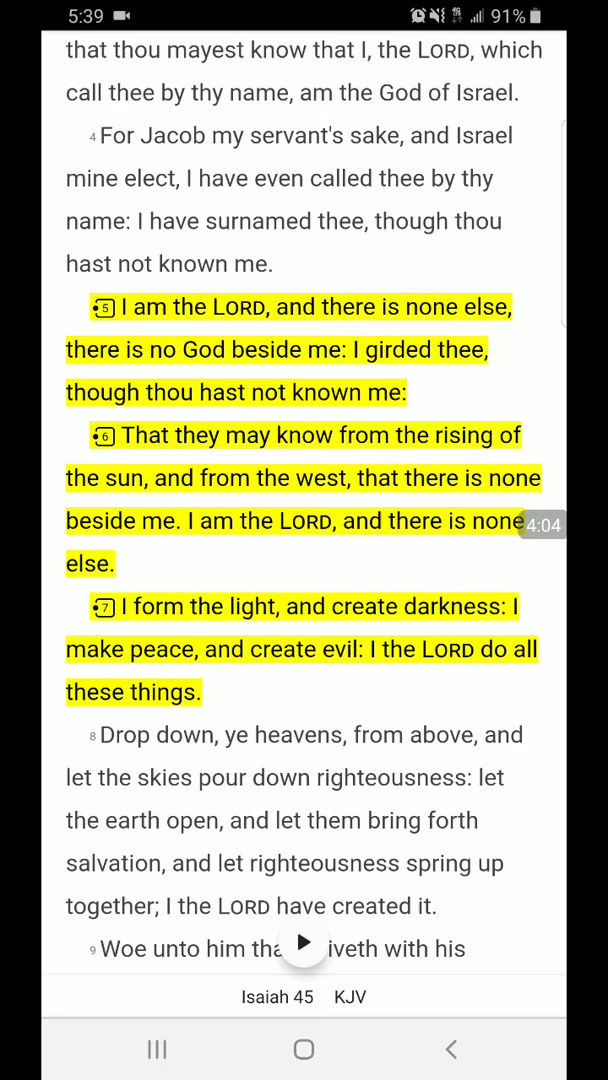 5:39 91%
that thou mayest know that I, the LORD, which
call thee by thy name, am the God of Israel.
4 For Jacob my servant's sake, and Israel
mine elect, I have even called thee by thy
name: I have surnamed thee, though thou
hast not known me.
5 I am the LORD, and there is none else,
there is no God beside me: I girded thee,
though thou hast not known me:
6 That they may know from the rising of
the sun, and from the west, that there is none
beside me. I am the LORD, and there is none
4:04
else.
7 I form the light, and create darkness: I
make peace, and create evil: I the LORD do all
these things.
8 Drop down, ye heavens, from above, and
let the skies pour down righteousness: let
the earth open, and let them bring forth
salvation, and let righteousness spring up
together; I the LORD have created it.
9 Woe unto him with his
Isaiah 45 KJV